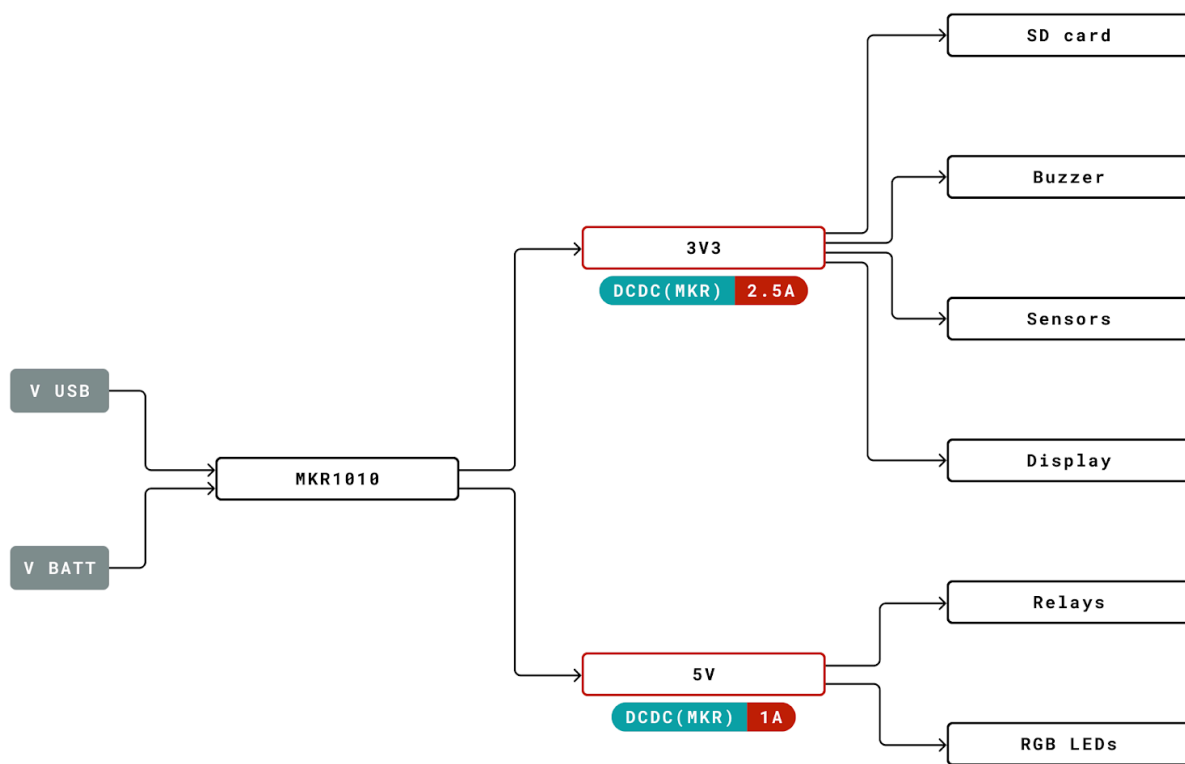 SD card
Buzzer
3V3
DCDC(MKR) 2.5A
Sensors
V USB
Display
MKR1010
V BATT
Relays
5V
DCDC(MKR) 1A
RGB LEDs